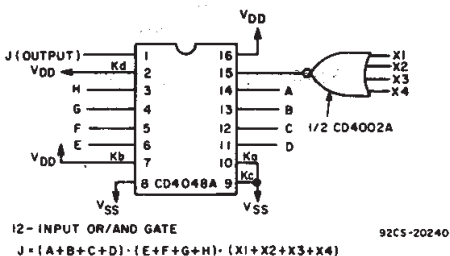 VDD
J (OUTPUT) 1 16
VDD Kd 2 15 X1
X2
X3
X4
H 3 14 A
G 4 13 B
F 5 12 C
1/2 CD4002A
E 6 11 D
VDD Kb 7 10 Ka
8 CD4048A 9 Kc
VSS VSS
12-INPUT OR/AND GATE
92CS-20240
J = (A+B+C+D)·(E+F+G+H)·(X1+X2+X3+X4)